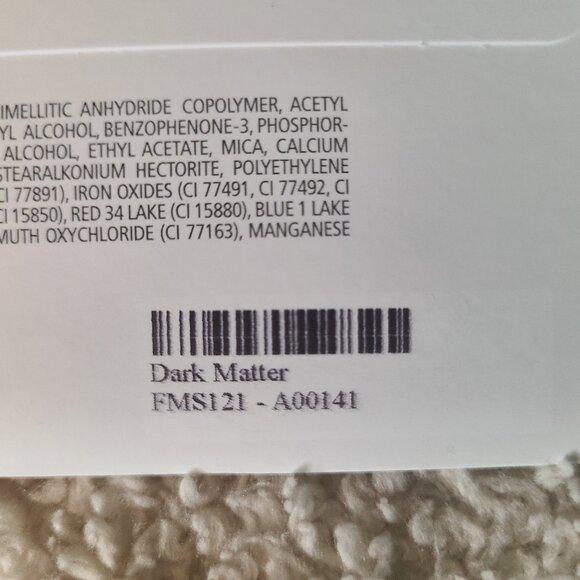 IMELLITIC ANHYDRIDE COPOLYMER, ACETYL
YL ALCOHOL, BENZOPHENONE-3, PHOSPHOR-
ALCOHOL, ETHYL ACETATE, MICA, CALCIUM
STEARALKONIUM HECTORITE, POLYETHYLENE
CI 77891), IRON OXIDES (CI 77491, CI 77492, CI
CI 15850), RED 34 LAKE (CI 15880), BLUE 1 LAKE
MUTH OXYCHLORIDE (CI 77163), MANGANESE
Dark Matter
FMS121 - A00141